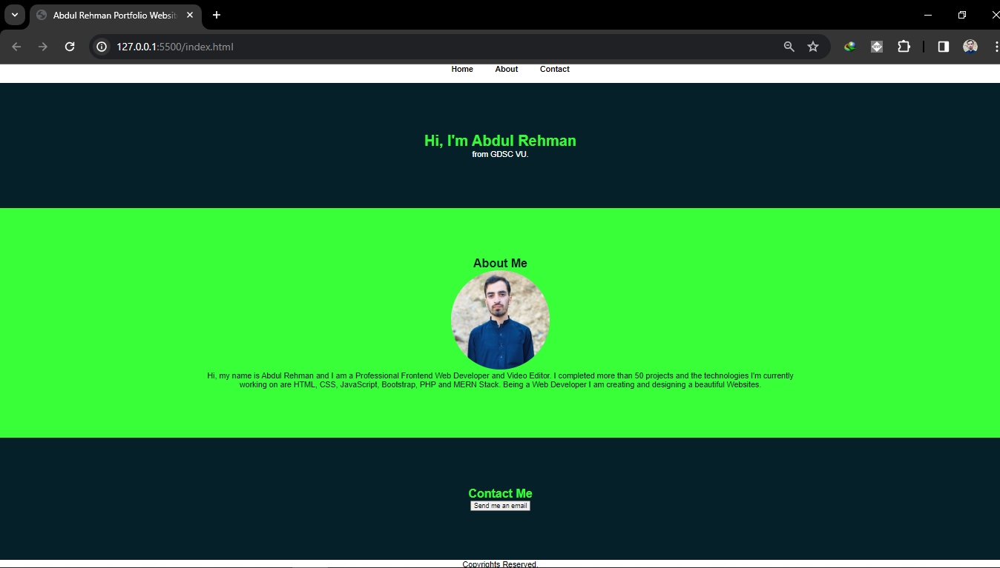 Abdul Rehman Portfolio Websit
127.0.0.1:5500/index.html
Home About Contact
Hi, I'm Abdul Rehman
from GDSC VU.
About Me
Hi, my name is Abdul Rehman and I am a Professional Frontend Web Developer and Video Editor. I completed more than 50 projects and the technologies I'm currently
working on are HTML, CSS, JavaScript, Bootstrap, PHP and MERN Stack. Being a Web Developer I am creating and designing a beautiful Websites.
Contact Me
Send me an email
Copyrights Reserved.